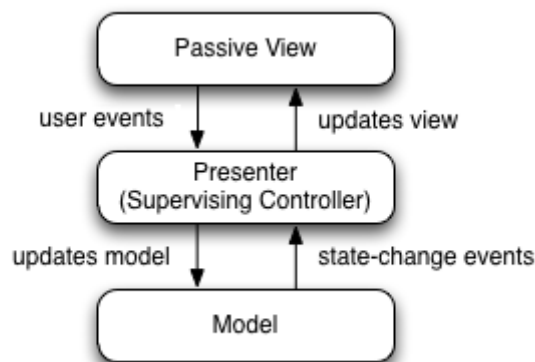 Passive View
user events
updates view
Presenter
(Supervising Controller)
updates model
state-change events
Model